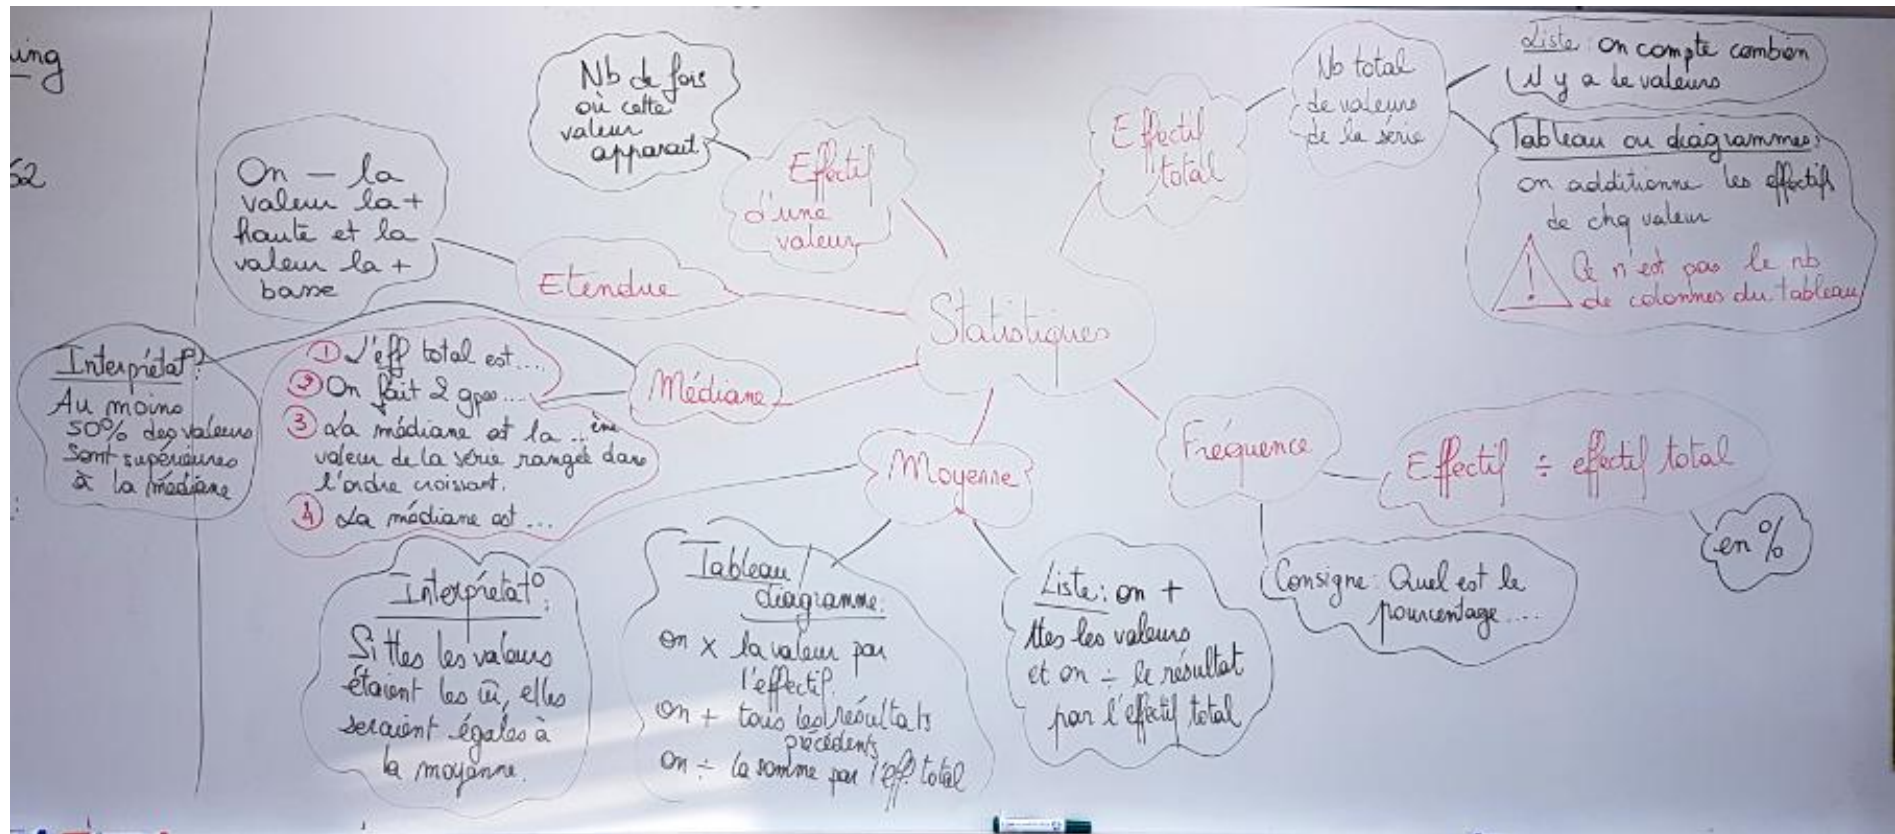 ing
52
Nb de fois
où cette
valeur
apparait
Effectif
d'une
valeur
Effectif
total
Nb total
de valeurs
de la série
Liste : on compte combien
il y a de valeurs
Tableau ou diagrammes :
on additionne les effectifs
de chq valeur
! Ce n'est pas le nb
de colonnes du tableau
On — la
valeur la +
haute et la
valeur la +
basse
Etendue
Statistiques
Interprétat° :
Au moins
50% des valeurs
sont supérieures
à la médiane
① L'eff total est....
② On fait 2 gpes....
③ La médiane est la ...ème
valeur de la série rangée dans
l'ordre croissant.
④ La médiane est ...
Médiane
Moyenne
Fréquence
Effectif ÷ effectif total
en %
Consigne : Quel est le
pourcentage....
Interprétat° :
Si ttes les valeurs
étaient les m̂, elles
seraient égales à
la moyenne.
Tableau /
diagramme :
on x la valeur par
l'effectif.
on + tous les résultats
précédents
on ÷ la somme par l'eff total
Liste : on +
ttes les valeurs
et on ÷ le résultat
par l'effectif total